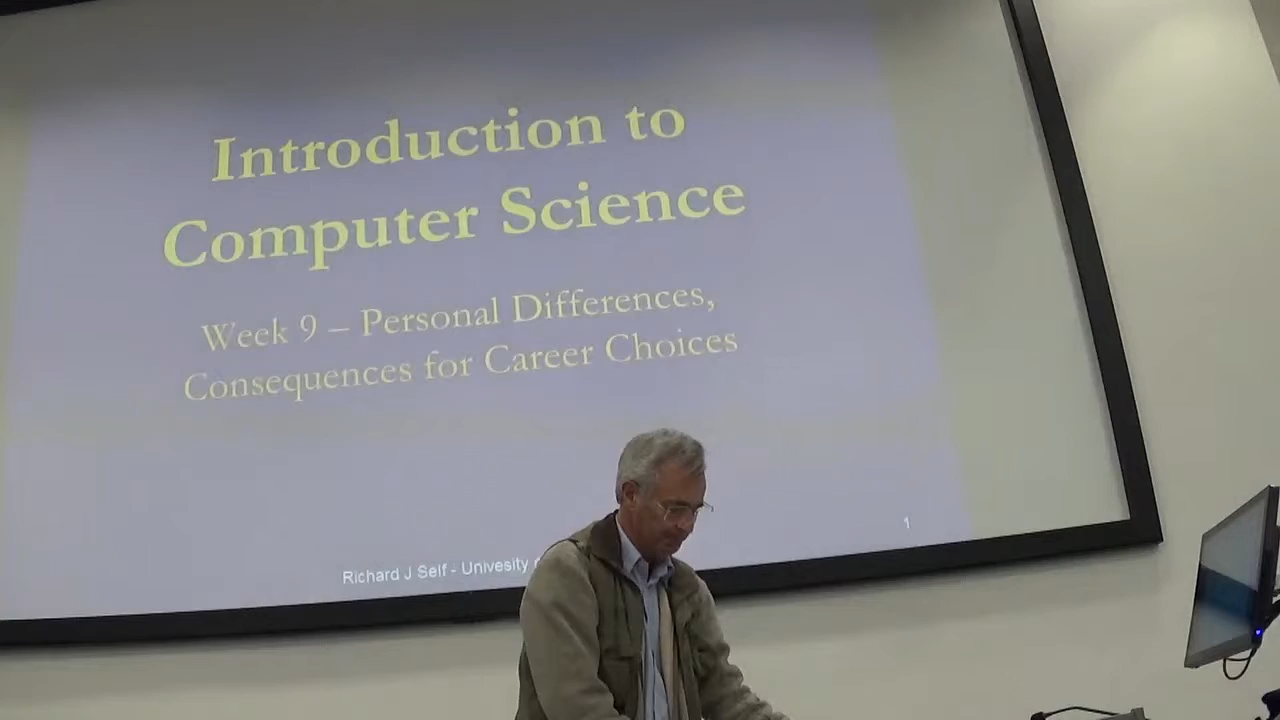 Introduction to
Computer Science
Week 9 – Personal Differences,
Consequences for Career Choices
Richard J Self - Univesity
1